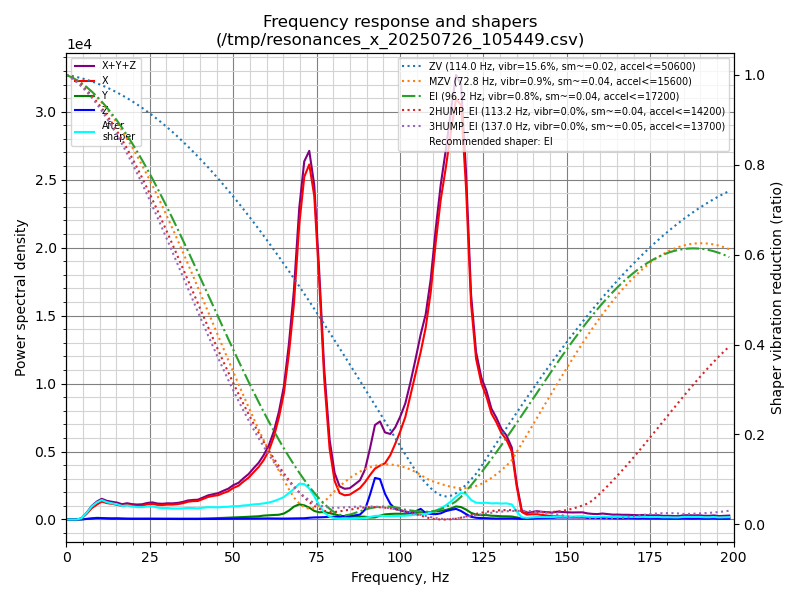 Frequency response and shapers
(/tmp/resonances_x_20250726_105449.csv)
1e4
X+Y+Z
X
Y
Z
After
shaper
ZV (114.0 Hz, vibr=15.6%, sm~=0.02, accel<=50600)
MZV (72.8 Hz, vibr=0.9%, sm~=0.04, accel<=15600)
EI (96.2 Hz, vibr=0.8%, sm~=0.04, accel<=17200)
2HUMP_EI (113.2 Hz, vibr=0.0%, sm~=0.04, accel<=14200)
3HUMP_EI (137.0 Hz, vibr=0.0%, sm~=0.05, accel<=13700)
Recommended shaper: EI
Power spectral density
3.0
2.5
2.0
1.5
1.0
0.5
0.0
0 25 50 75 100 125 150 175 200
Frequency, Hz
1.0
0.8
0.6
0.4
0.2
0.0
Shaper vibration reduction (ratio)